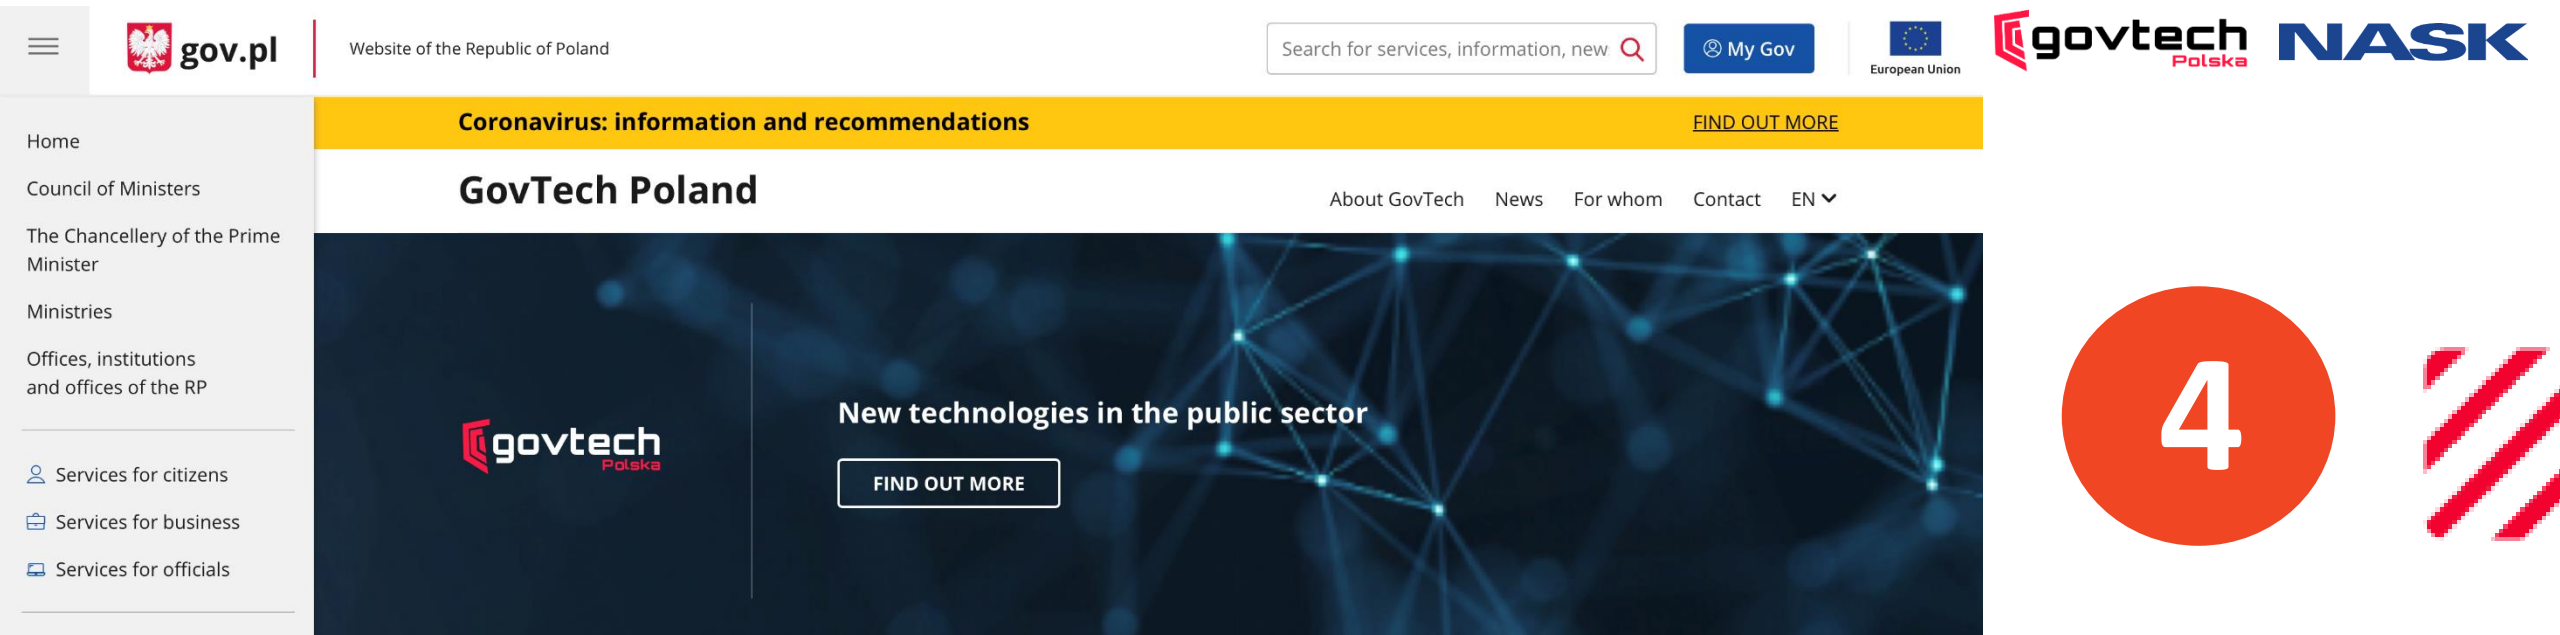 gov.pl
Website of the Republic of Poland
Search for services, information, new
My Gov
European Union
govtech
Polska
NASK
Home
Council of Ministers
The Chancellery of the Prime
Minister
Ministries
Offices, institutions
and offices of the RP
Services for citizens
Services for business
Services for officials
Coronavirus: information and recommendations
FIND OUT MORE
GovTech Poland
About GovTech
News
For whom
Contact
EN
govtech
Polska
New technologies in the public sector
FIND OUT MORE
4